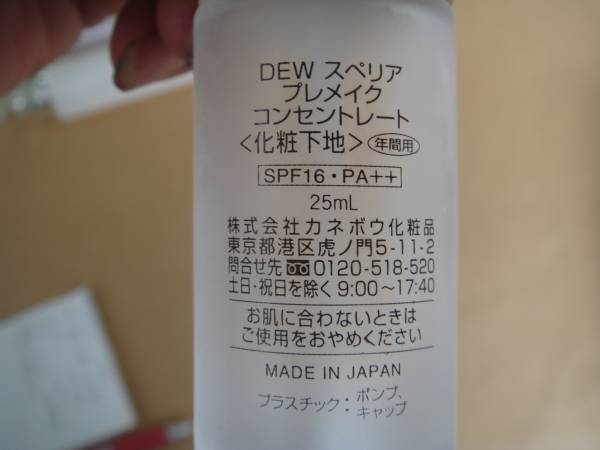 DEW スペリア
プレメイク
コンセントレート
＜化粧下地＞ 年間用
SPF16・PA++
25mL
株式会社カネボウ化粧品
東京都港区虎ノ門5-11-2
問合せ先 0120-518-520
土日・祝日を除く 9:00～17:40
お肌に合わないときは
ご使用をおやめください
MADE IN JAPAN
プラスチック：ポンプ、
キャップ